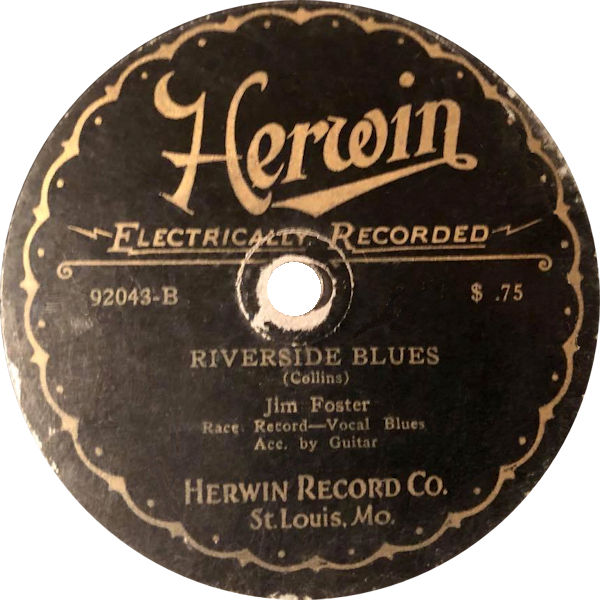 Herwin
ELECTRICALLY RECORDED
92043-B
$ .75
RIVERSIDE BLUES
(Collins)
Jim Foster
Race Record—Vocal Blues
Acc. by Guitar
HERWIN RECORD CO.
St. Louis, Mo.